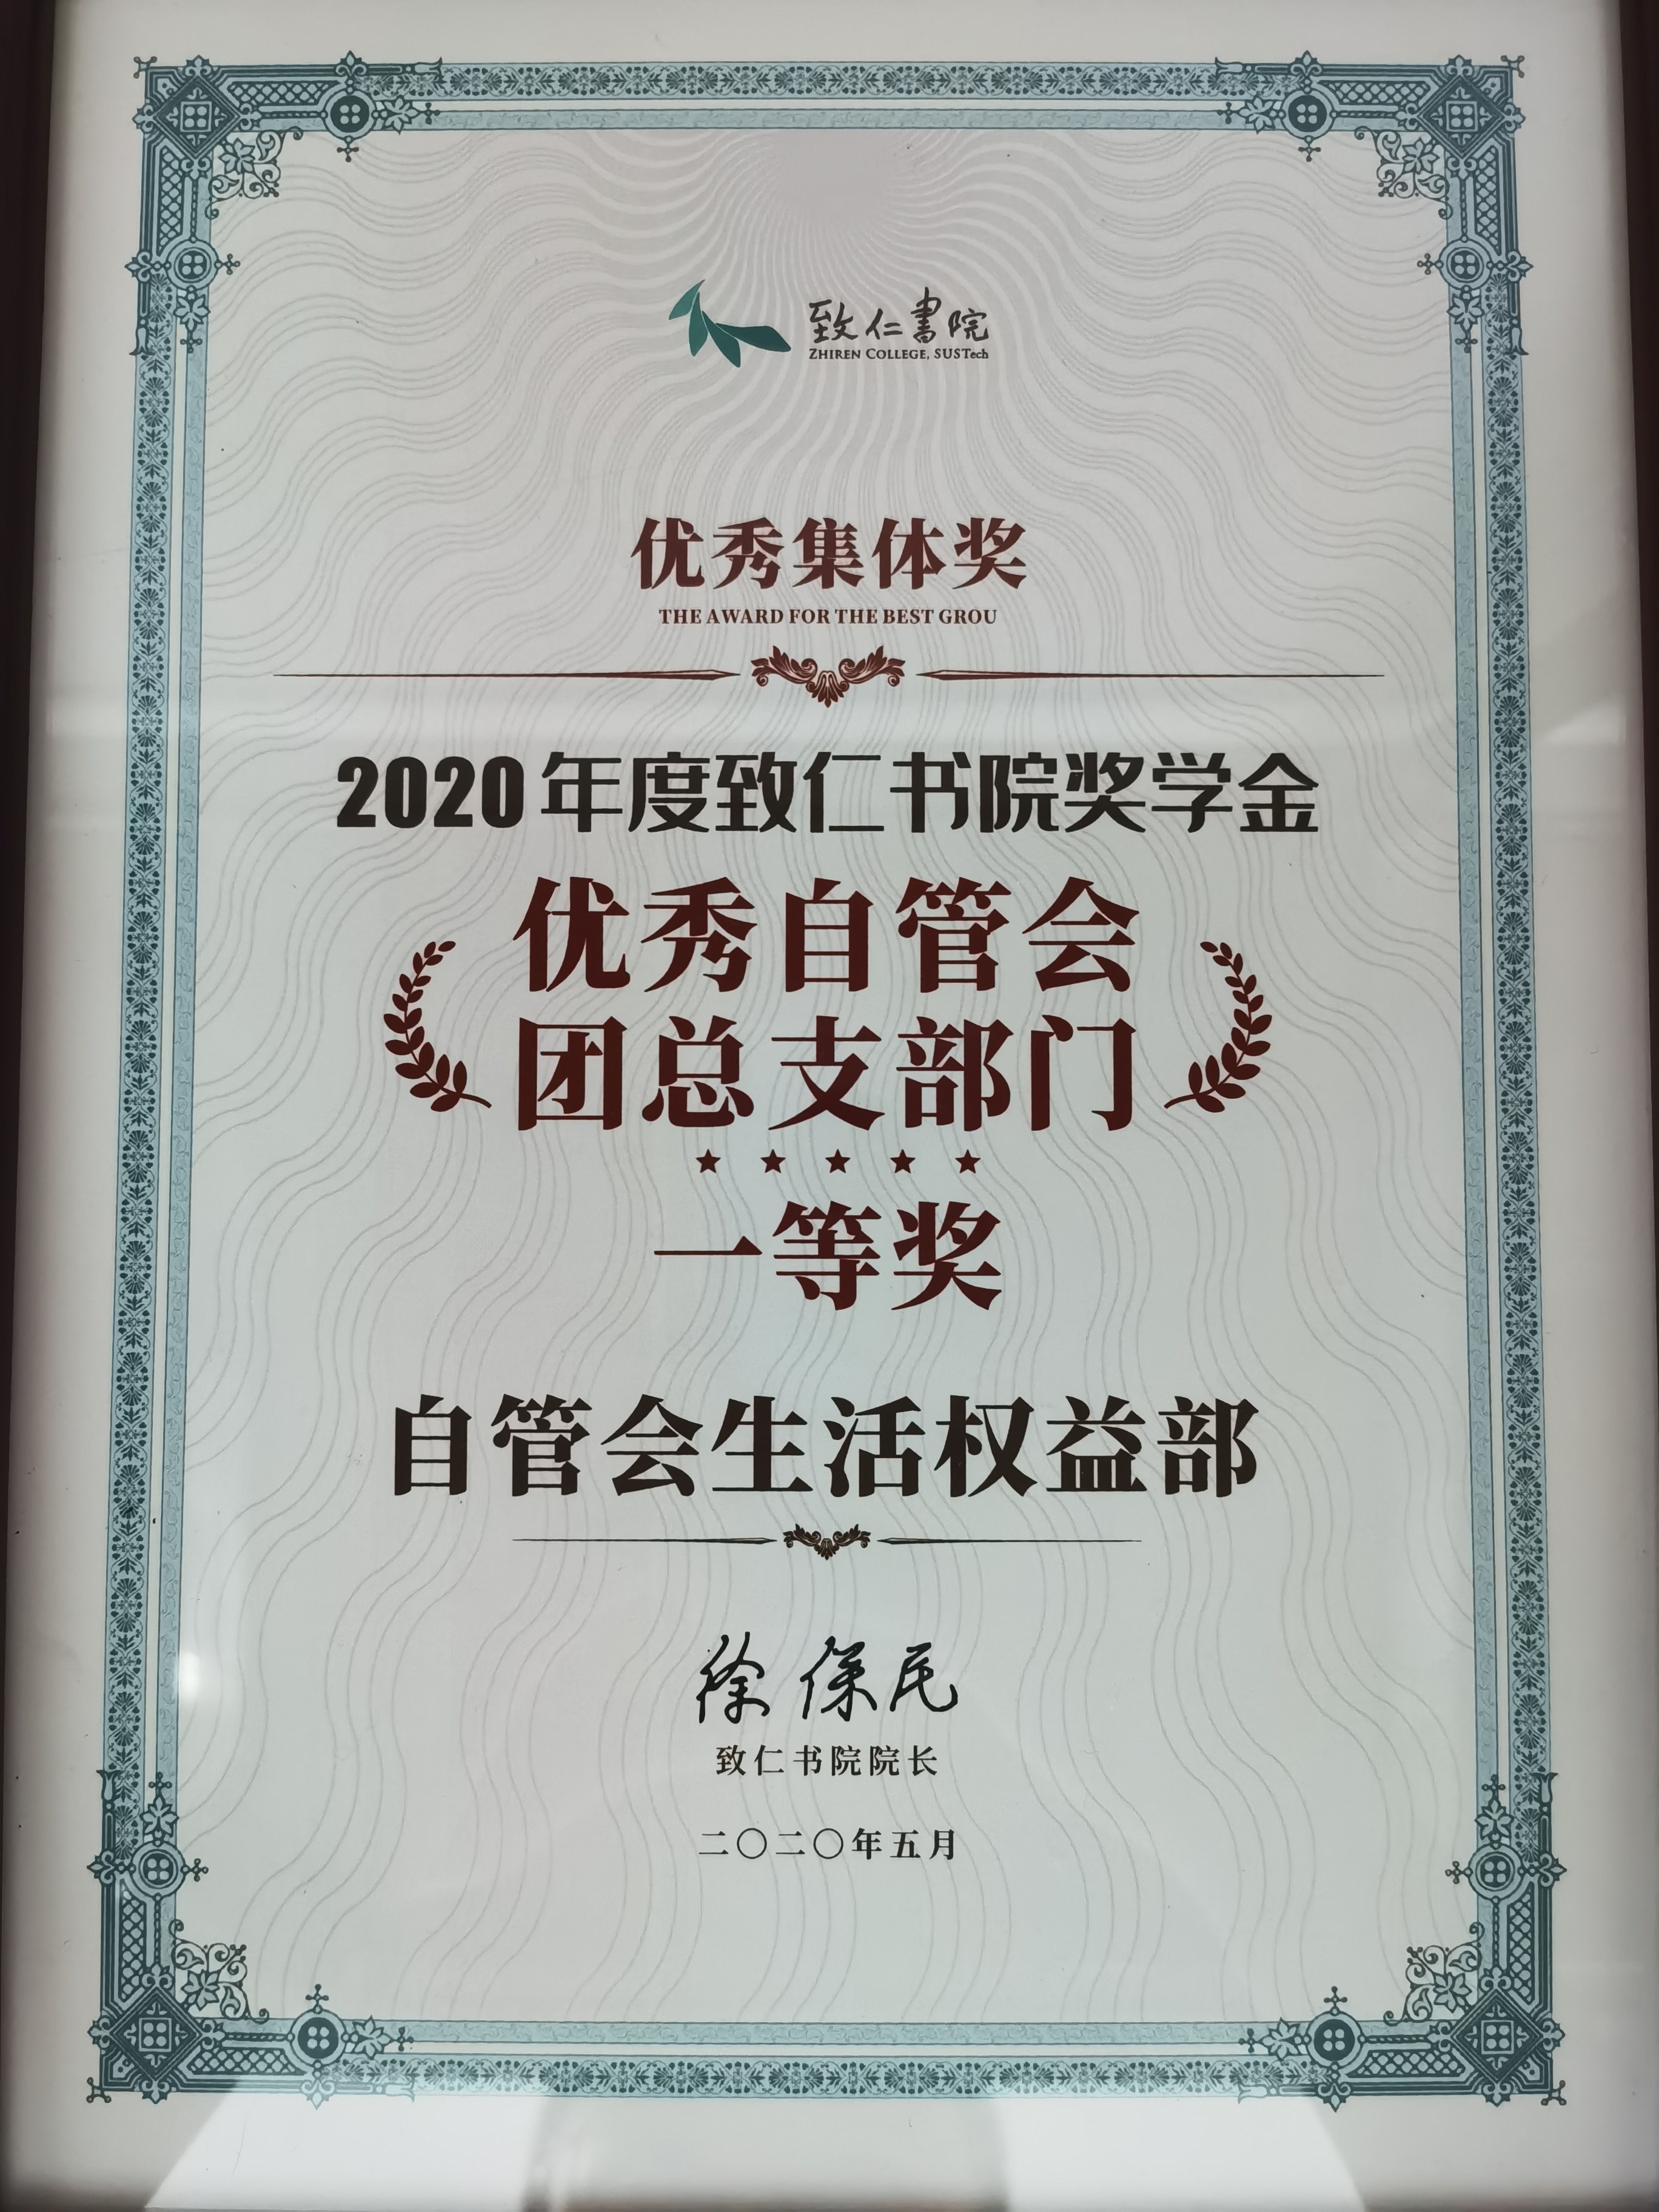 致仁書院
ZHIREN COLLEGE, SUSTech
优秀集体奖
THE AWARD FOR THE BEST GROU
2020年度致仁书院奖学金
优秀自管会
团总支部门
一等奖
自管会生活权益部
徐保民
致仁书院院长
二〇二〇年五月